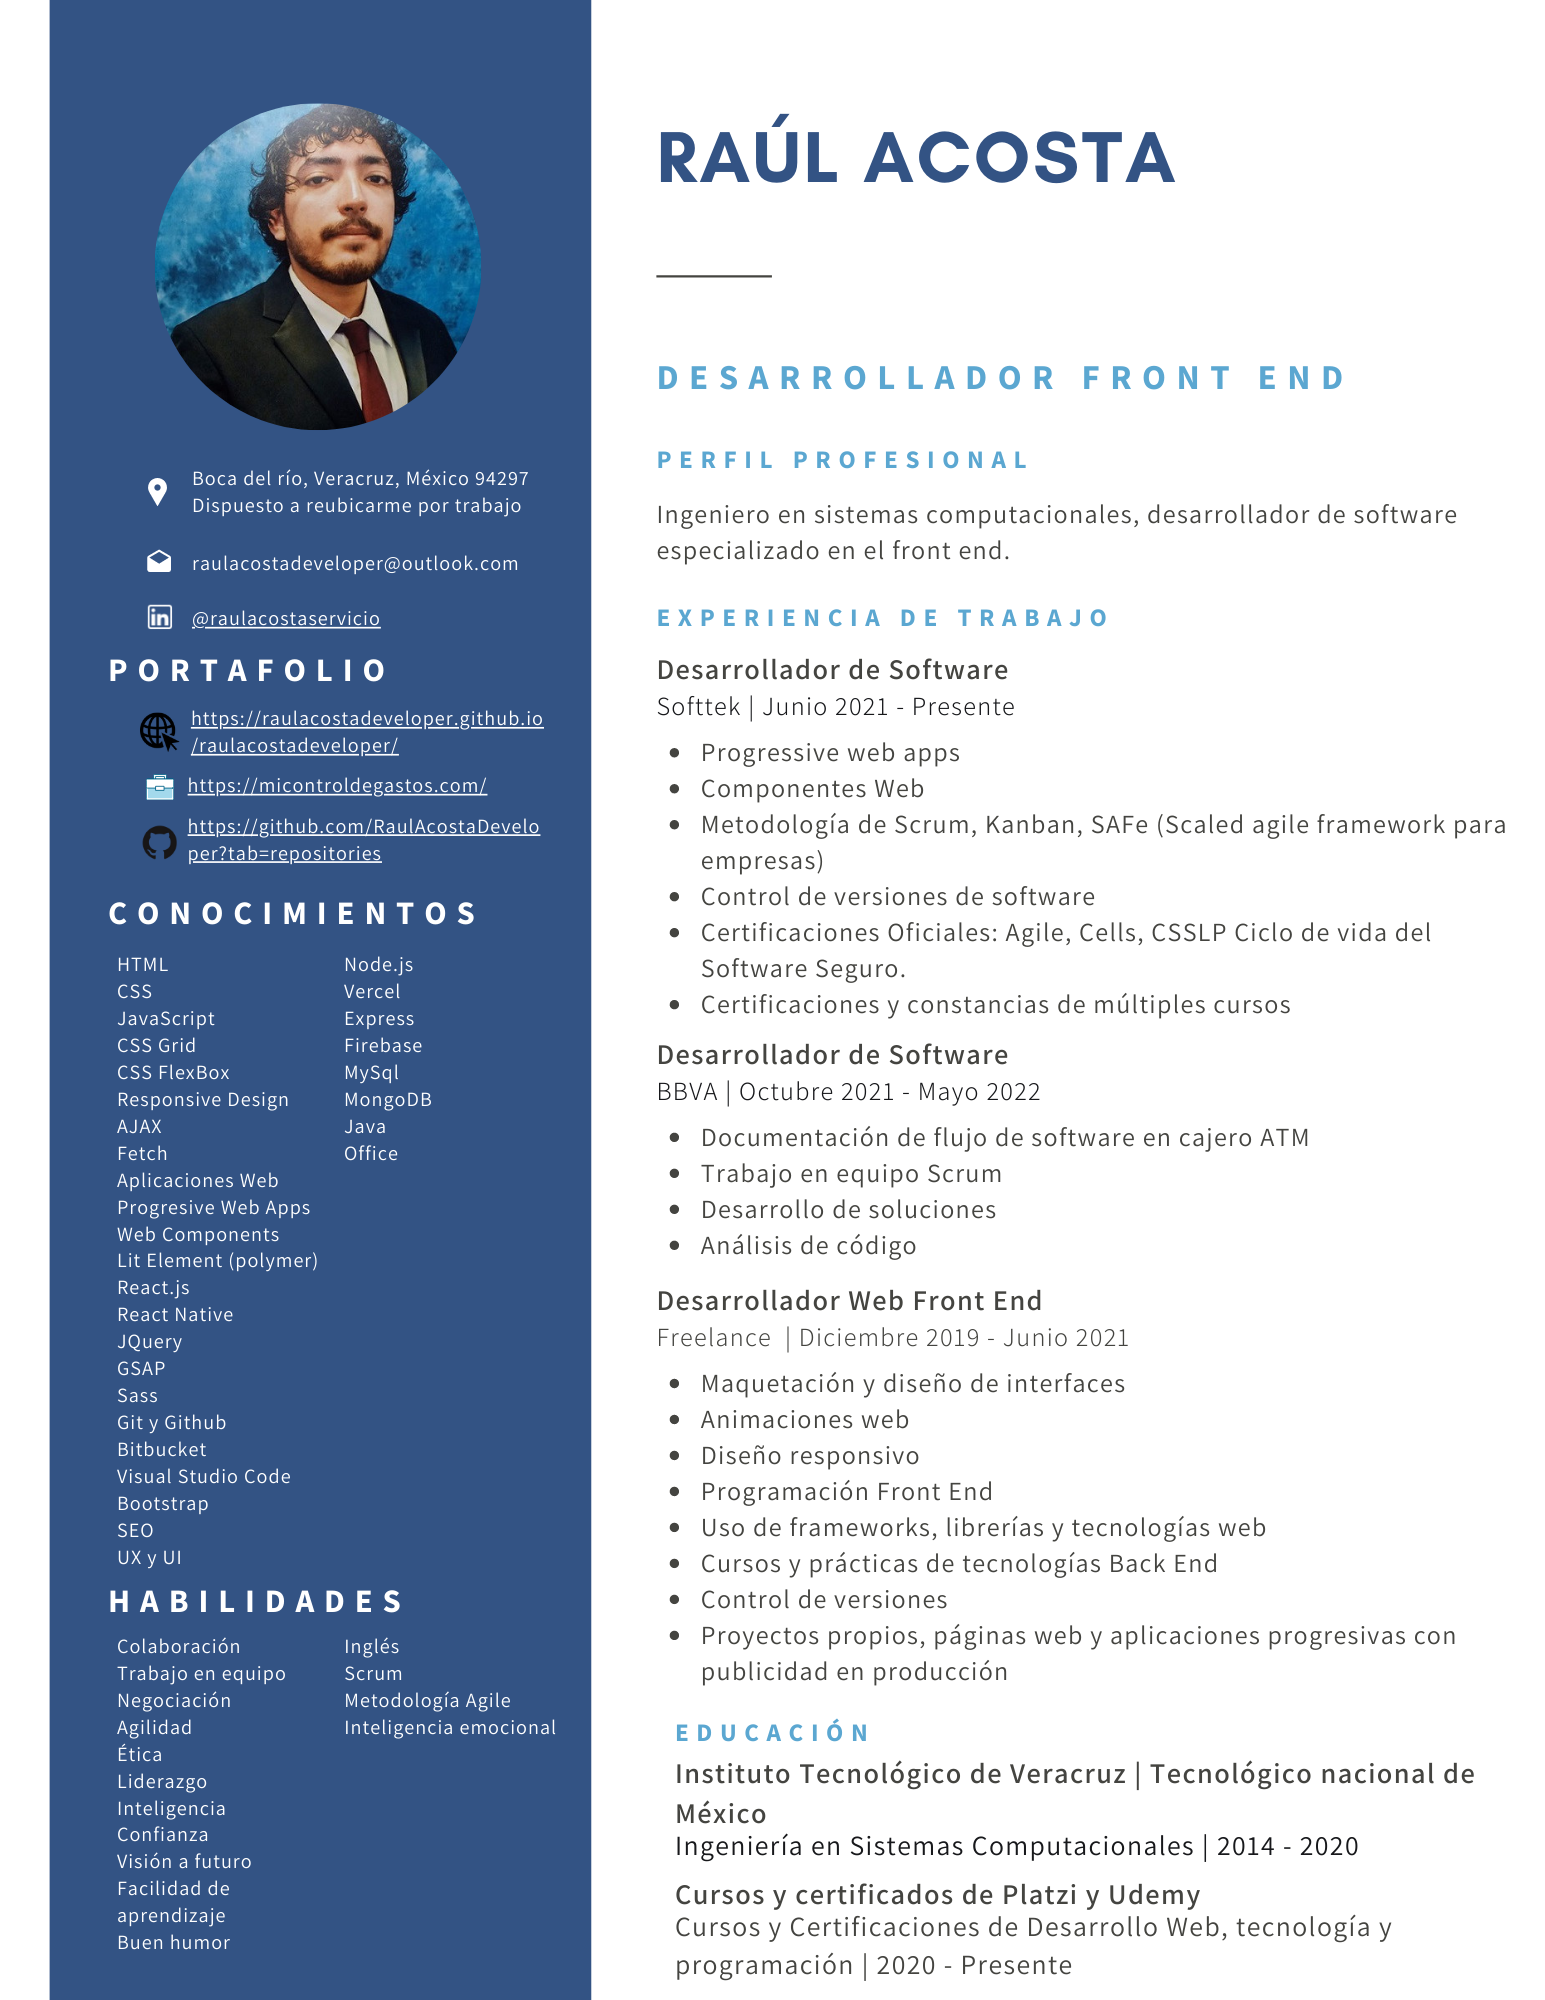 Boca del río, Veracruz, México 94297
Dispuesto a reubicarme por trabajo
raulacostadeveloper@outlook.com
@raulacostaservicio
PORTAFOLIO
https://raulacostadeveloper.github.io
/raulacostadeveloper/
https://micontroldegastos.com/
https://github.com/RaulAcostaDevelo
per?tab=repositories
CONOCIMIENTOS
HTML
CSS
JavaScript
CSS Grid
CSS FlexBox
Responsive Design
AJAX
Fetch
Aplicaciones Web
Progresive Web Apps
Web Components
Lit Element (polymer)
React.js
React Native
JQuery
GSAP
Sass
Git y Github
Bitbucket
Visual Studio Code
Bootstrap
SEO
UX y UI
Node.js
Vercel
Express
Firebase
MySql
MongoDB
Java
Office
HABILIDADES
Colaboración
Trabajo en equipo
Negociación
Agilidad
Ética
Liderazgo
Inteligencia
Confianza
Visión a futuro
Facilidad de
aprendizaje
Buen humor
Inglés
Scrum
Metodología Agile
Inteligencia emocional
RAÚL ACOSTA
DESARROLLADOR FRONT END
PERFIL PROFESIONAL
Ingeniero en sistemas computacionales, desarrollador de software
especializado en el front end.
EXPERIENCIA DE TRABAJO
Desarrollador de Software
Softtek | Junio 2021 - Presente
• Progressive web apps
• Componentes Web
• Metodología de Scrum, Kanban, SAFe (Scaled agile framework para
empresas)
• Control de versiones de software
• Certificaciones Oficiales: Agile, Cells, CSSLP Ciclo de vida del
Software Seguro.
• Certificaciones y constancias de múltiples cursos
Desarrollador de Software
BBVA | Octubre 2021 - Mayo 2022
• Documentación de flujo de software en cajero ATM
• Trabajo en equipo Scrum
• Desarrollo de soluciones
• Análisis de código
Desarrollador Web Front End
Freelance | Diciembre 2019 - Junio 2021
• Maquetación y diseño de interfaces
• Animaciones web
• Diseño responsivo
• Programación Front End
• Uso de frameworks, librerías y tecnologías web
• Cursos y prácticas de tecnologías Back End
• Control de versiones
• Proyectos propios, páginas web y aplicaciones progresivas con
publicidad en producción
EDUCACIÓN
Instituto Tecnológico de Veracruz | Tecnológico nacional de
México
Ingeniería en Sistemas Computacionales | 2014 - 2020
Cursos y certificados de Platzi y Udemy
Cursos y Certificaciones de Desarrollo Web, tecnología y
programación | 2020 - Presente